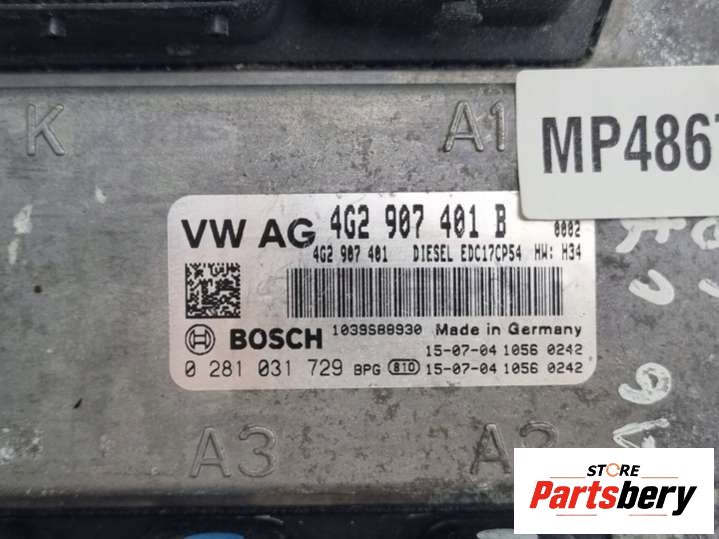 K A1
MP4867
VW AG 4G2 907 401 B 0002
4G2 907 401 DIESEL EDC17CP54 HW: H34
1039S88930 Made in Germany
BOSCH
15-07-04 1056 0242
0 281 031 729 BPG 810 15-07-04 1056 0242
A3 A2
STORE
Partsbery